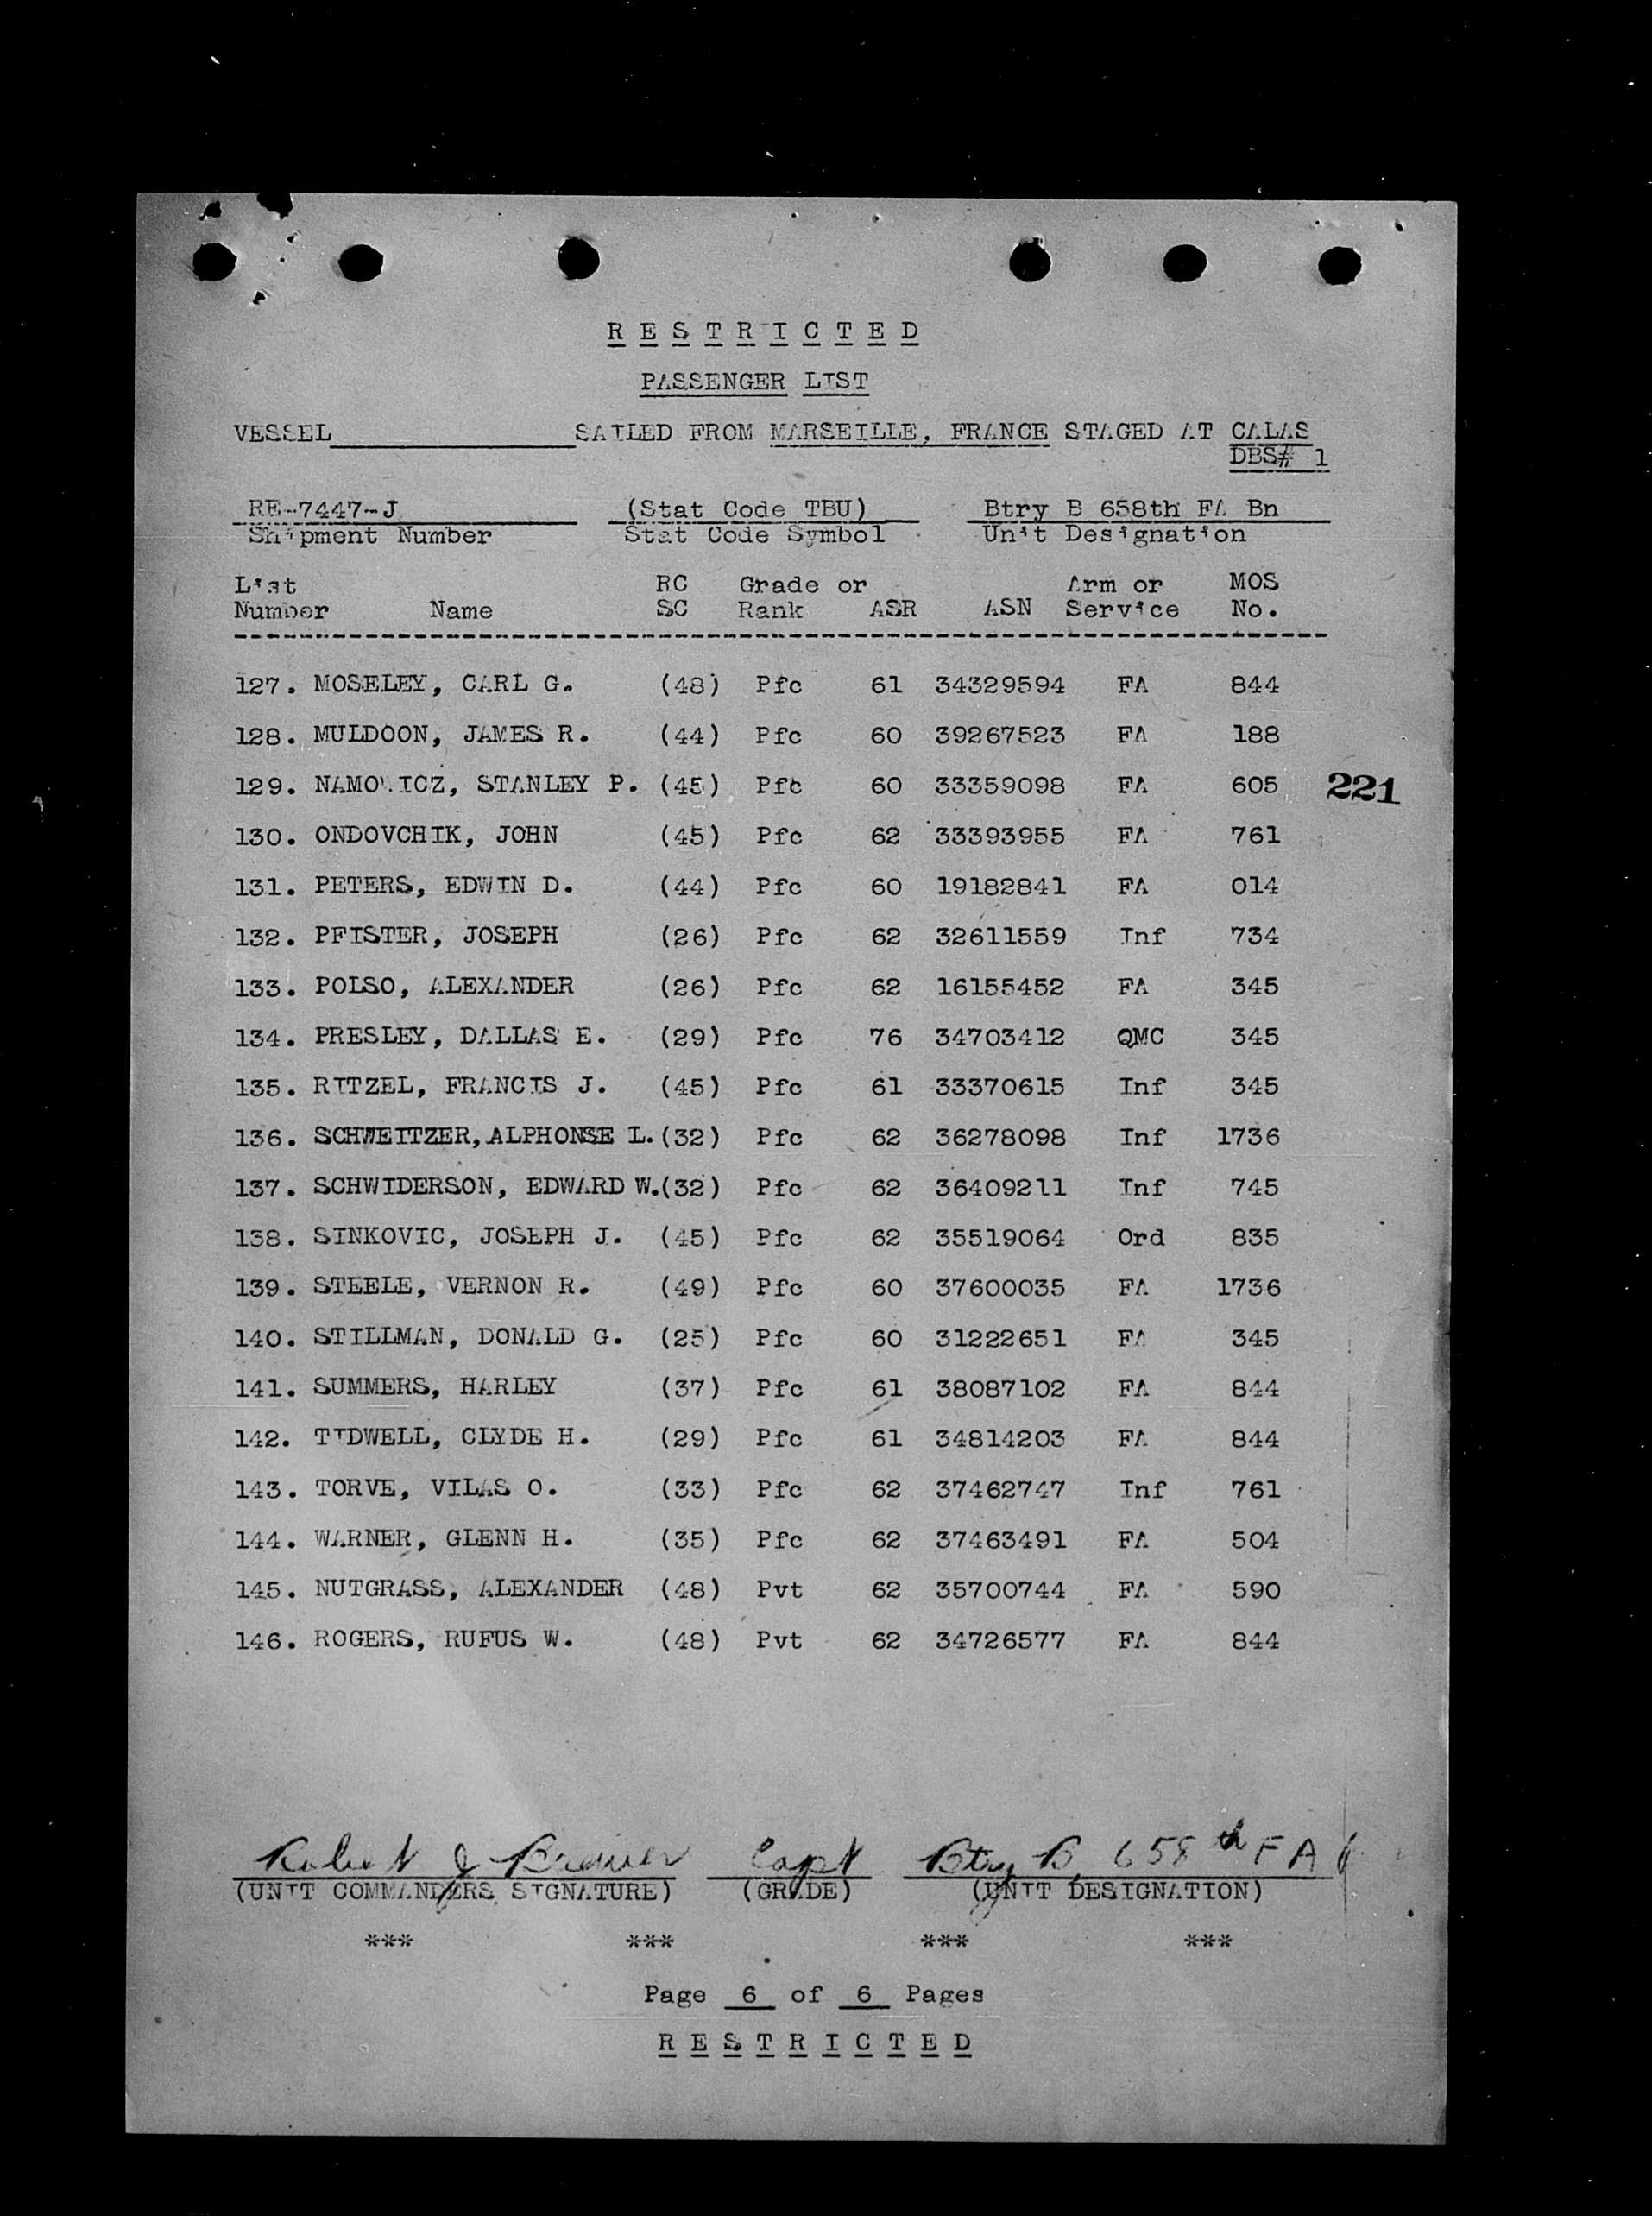 R E S T R I C T E D
PASSENGER LIST
VESSEL____________SAILED FROM MARSEILLE, FRANCE STAGED AT CALAS
DBS# 1
RE-7447-J (Stat Code TBU) Btry B 658th FA Bn
Shipment Number Stat Code Symbol Unit Designation
List RC Grade or Arm or MOS
Number Name SC Rank ASR ASN Service No.
127. MOSELEY, CARL G. (48) Pfc 61 34329594 FA 844
128. MULDOON, JAMES R. (44) Pfc 60 39267523 FA 188
129. NAMOWICZ, STANLEY P. (45) Pfc 60 33359098 FA 605
221
130. ONDOVCHIK, JOHN (45) Pfc 62 33393955 FA 761
131. PETERS, EDWIN D. (44) Pfc 60 19182841 FA 014
132. PFISTER, JOSEPH (26) Pfc 62 32611559 Inf 734
133. POLSO, ALEXANDER (26) Pfc 62 16155452 FA 345
134. PRESLEY, DALLAS E. (29) Pfc 76 34703412 QMC 345
135. RITZEL, FRANCIS J. (45) Pfc 61 33370615 Inf 345
136. SCHWEITZER, ALPHONSE L. (32) Pfc 62 36278098 Inf 1736
137. SCHWIDERSON, EDWARD W. (32) Pfc 62 36409211 Inf 745
138. SINKOVIC, JOSEPH J. (45) Pfc 62 35519064 Ord 835
139. STEELE, VERNON R. (49) Pfc 60 37600035 FA 1736
140. STILLMAN, DONALD G. (25) Pfc 60 31222651 FA 345
141. SUMMERS, HARLEY (37) Pfc 61 38087102 FA 844
142. TIDWELL, CLYDE H. (29) Pfc 61 34814203 FA 844
143. TORVE, VILAS O. (33) Pfc 62 37462747 Inf 761
144. WARNER, GLENN H. (35) Pfc 62 37463491 FA 504
145. NUTGRASS, ALEXANDER (48) Pvt 62 35700744 FA 590
146. ROGERS, RUFUS W. (48) Pvt 62 34726577 FA 844
Robert J Brewer Capt Btry B, 658th FA
(UNIT COMMANDERS SIGNATURE) (GRADE) (UNIT DESIGNATION)
*** *** *** ***
Page 6 of 6 Pages
R E S T R I C T E D